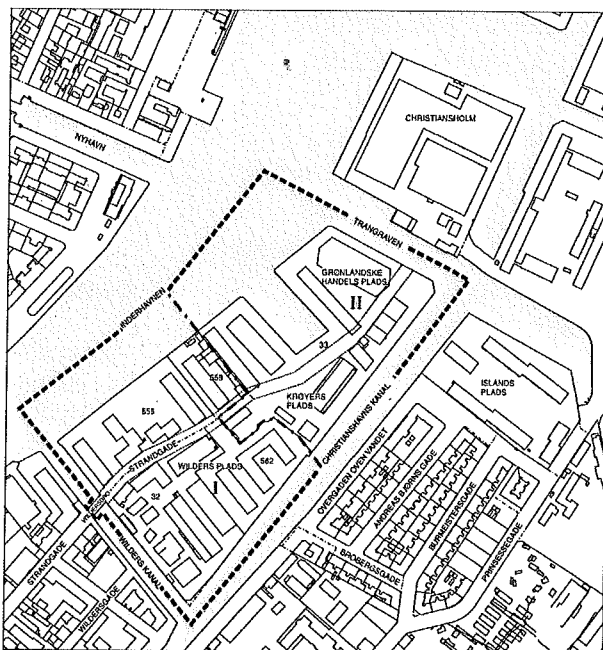 NYHAVN
CHRISTIANSHOLM
TRANGRAVEN
GRØNLANDSKE
HANDELS PLADS
II
INDERHAVNEN
33
559
KRØYERS
PLADS
ISLANDS
PLADS
558
STRANDGADE
CHRISTIANSHAVNS KANAL
WILDERS PLADS
562
I
32
OVERGADEN OVEN VANDET
ANDREAS BJØRNS GADE
BURMEISTERSGADE
PRINSESSEGADE
WILDERS KANAL
BROBERGSGADE
STRANDGADE
WILDERSGADE